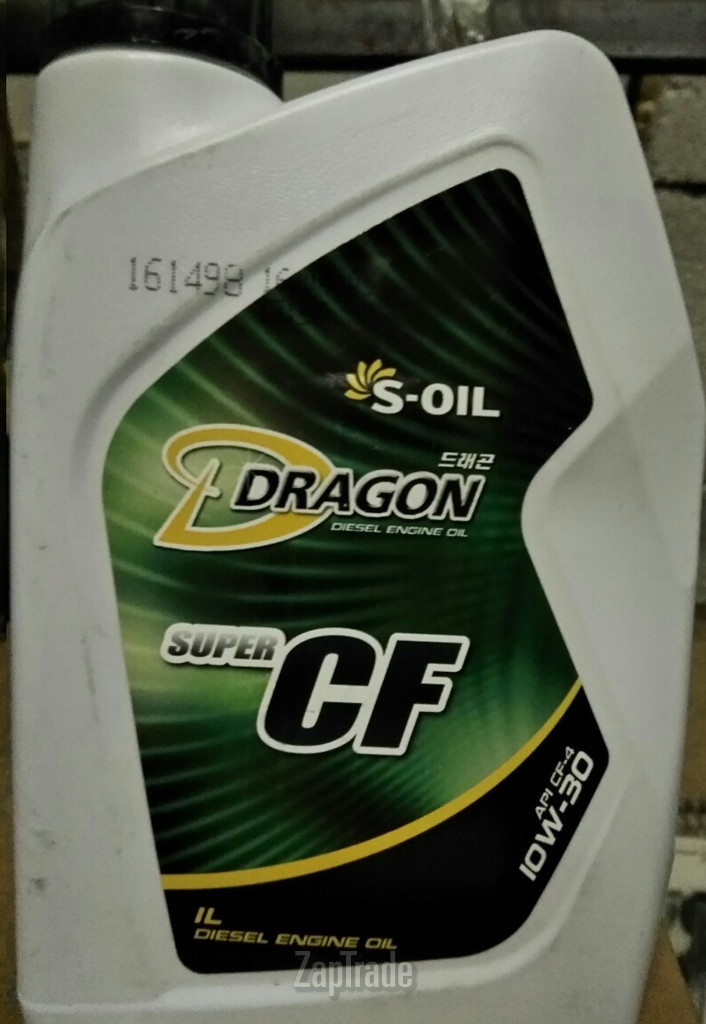 161498 16
S-OIL
드래곤
DRAGON
DIESEL ENGINE OIL
SUPER CF
API CF-4
10W-30
1L
DIESEL ENGINE OIL
ZapTrade